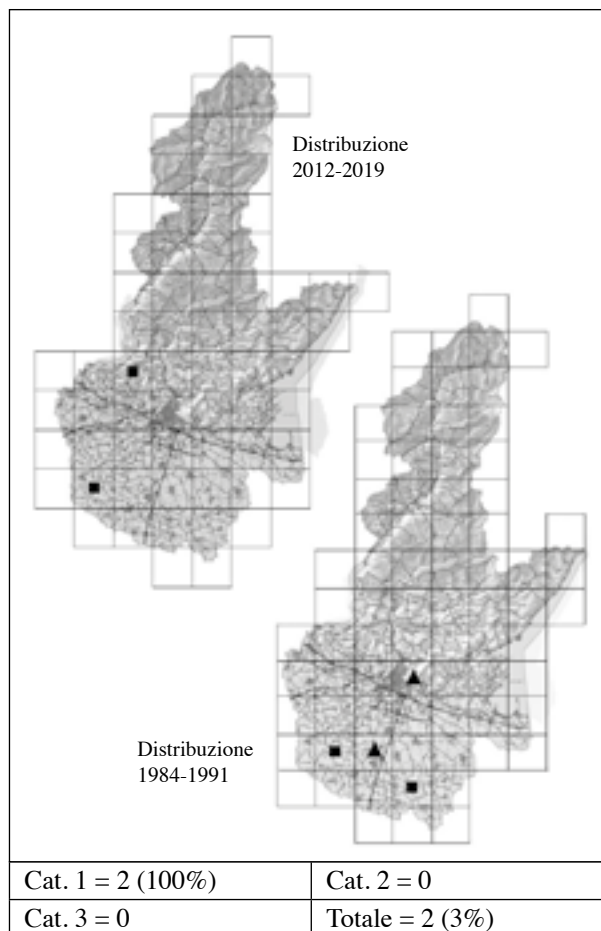 Distribuzione
2012-2019
Distribuzione
1984-1991
Cat. 1 = 2 (100%)
Cat. 2 = 0
Cat. 3 = 0
Totale = 2 (3%)